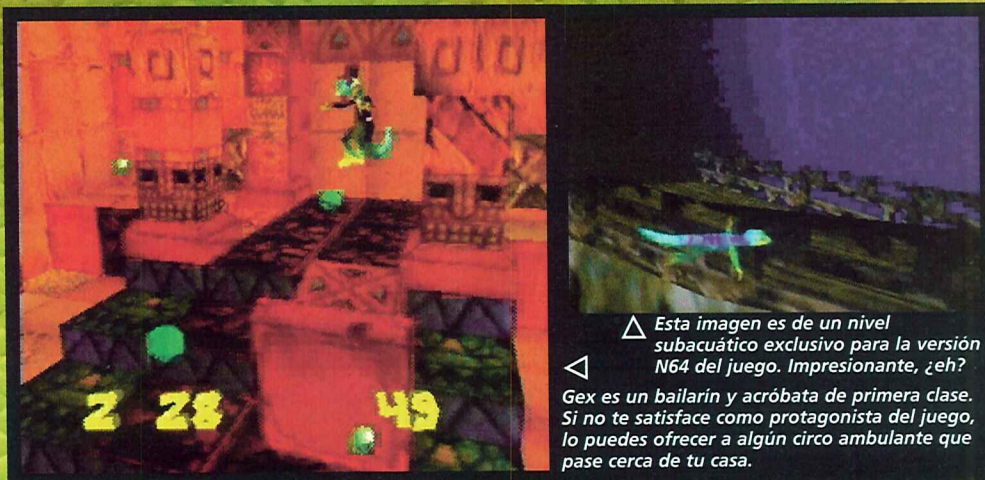 2 28 49
Esta imagen es de un nivel
subacuático exclusivo para la versión
N64 del juego. Impresionante, ¿eh?
Gex es un bailarín y acróbata de primera clase.
Si no te satisface como protagonista del juego,
lo puedes ofrecer a algún circo ambulante que
pase cerca de tu casa.